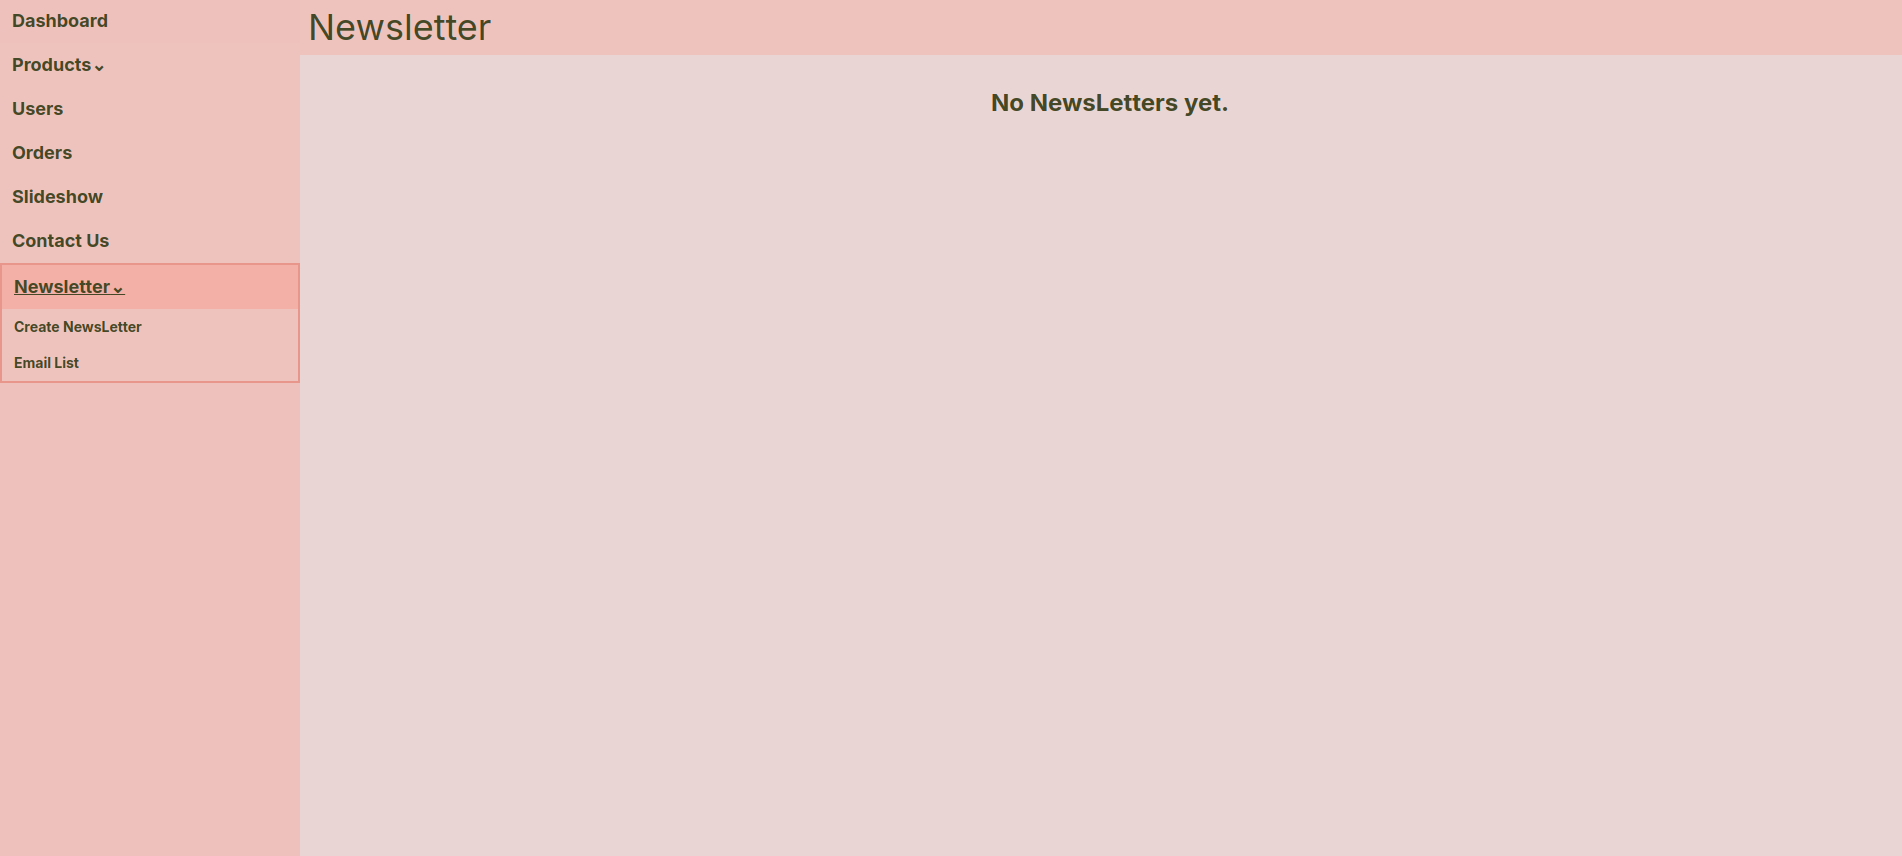 Dashboard
Products⌄
Users
Orders
Slideshow
Contact Us
Newsletter⌄
Create NewsLetter
Email List
Newsletter
No NewsLetters yet.